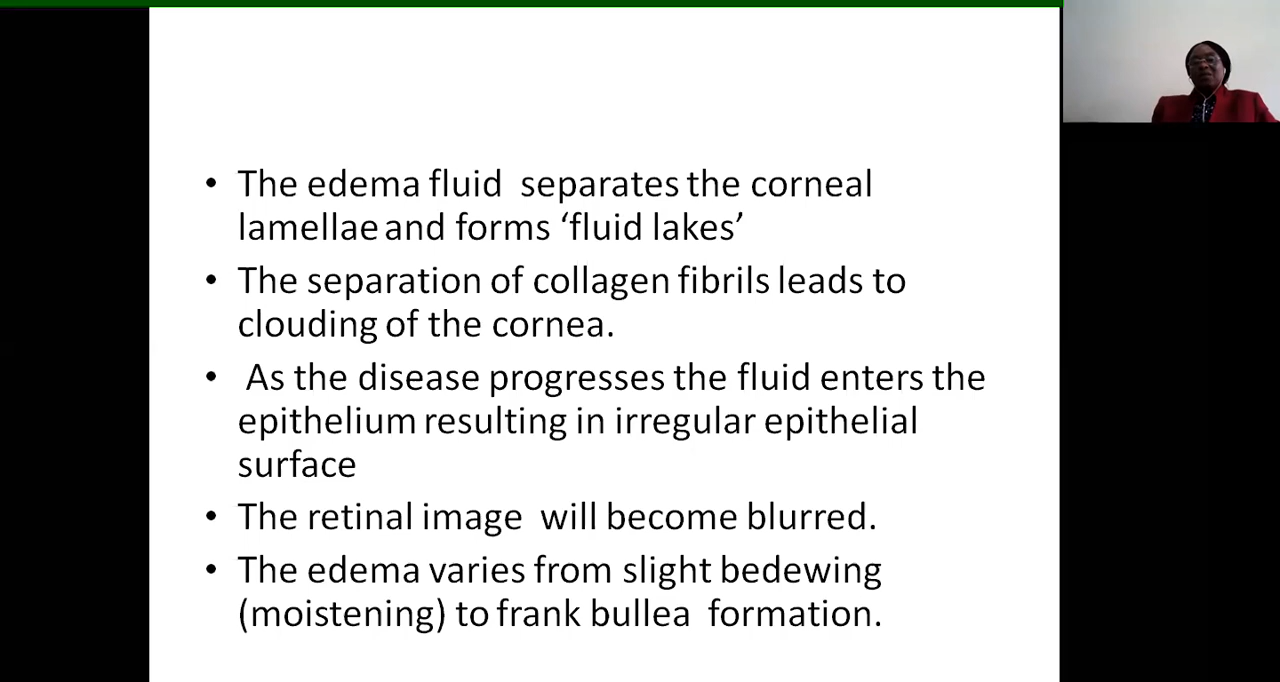 • The edema fluid separates the corneal
lamellae and forms ‘fluid lakes’
• The separation of collagen fibrils leads to
clouding of the cornea.
• As the disease progresses the fluid enters the
epithelium resulting in irregular epithelial
surface
• The retinal image will become blurred.
• The edema varies from slight bedewing
(moistening) to frank bullea formation.